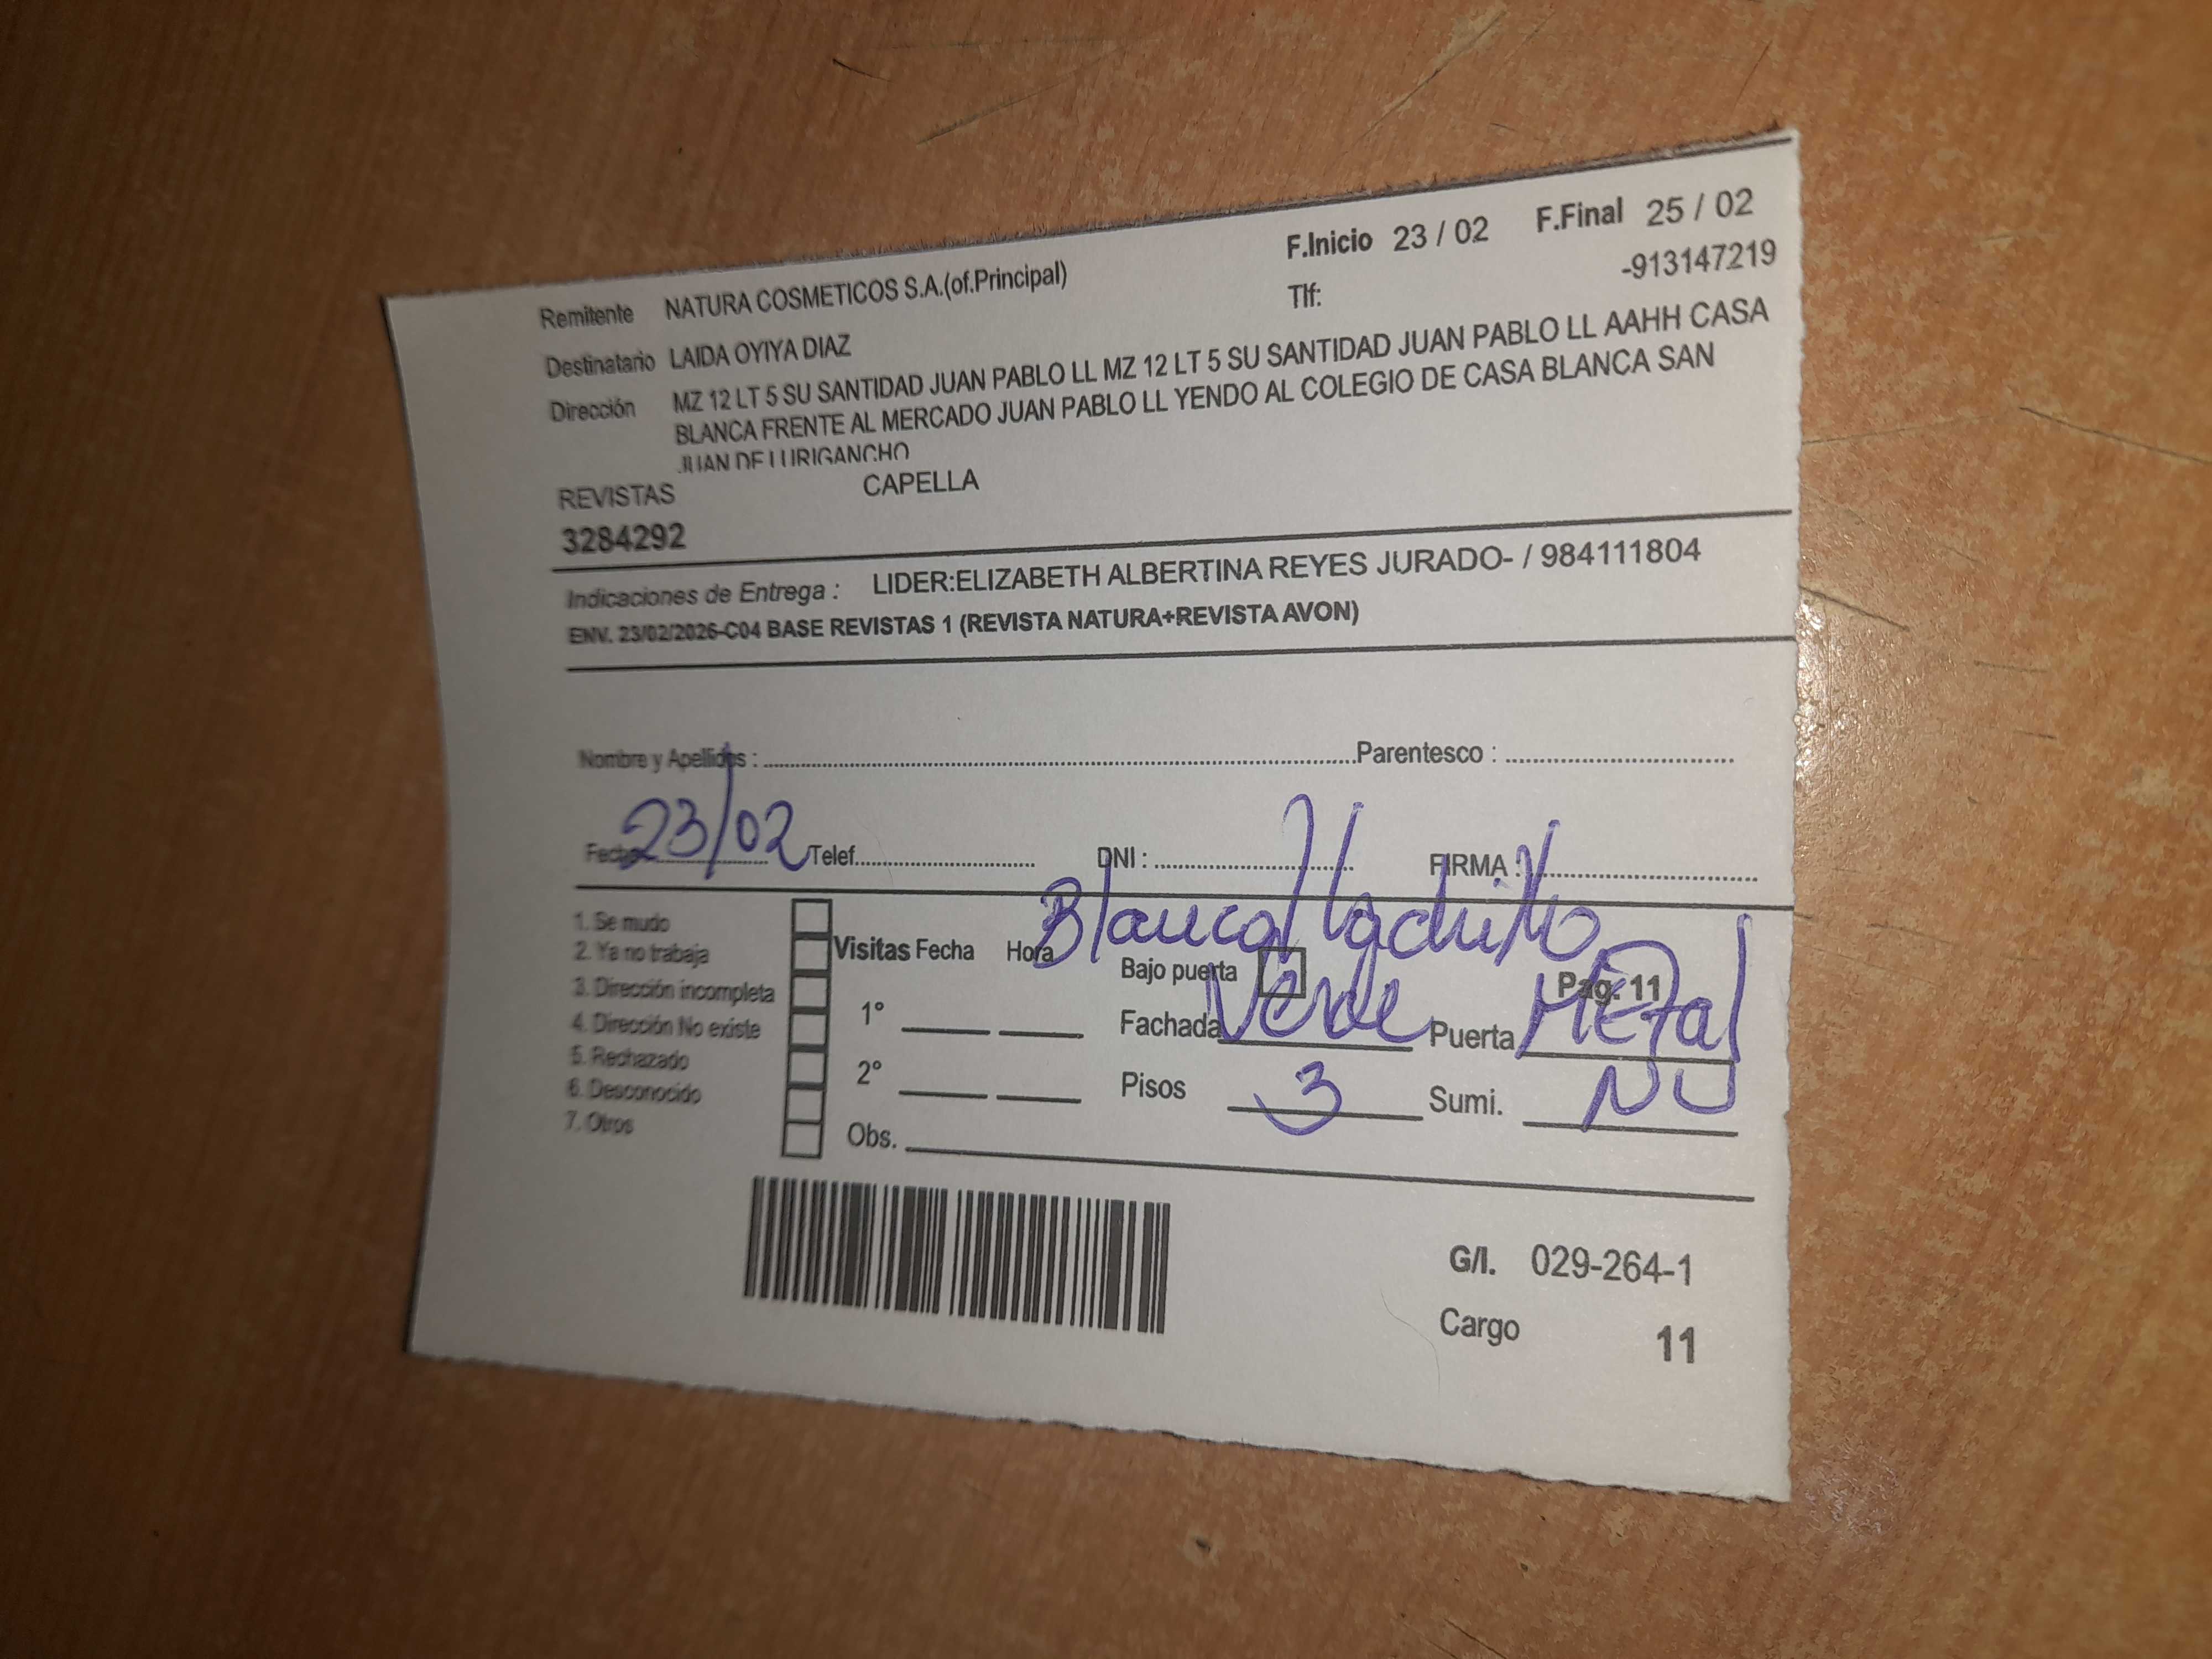 F.Inicio 23 / 02 F.Final 25 / 02
Remitente NATURA COSMETICOS S.A.(of.Principal) Tlf: -913147219
Destinatario LAIDA OYIYA DIAZ
Dirección MZ 12 LT 5 SU SANTIDAD JUAN PABLO LL MZ 12 LT 5 SU SANTIDAD JUAN PABLO LL AAHH CASA
BLANCA FRENTE AL MERCADO JUAN PABLO LL YENDO AL COLEGIO DE CASA BLANCA SAN
JUAN DE LURIGANCHO
REVISTAS CAPELLA
3284292
Indicaciones de Entrega : LIDER:ELIZABETH ALBERTINA REYES JURADO- / 984111804
ENV. 23/02/2026-C04 BASE REVISTAS 1 (REVISTA NATURA+REVISTA AVON)
Nombre y Apellidos : Parentesco :
Fecha 23/02 Telef. DNI : FIRMA :
Blanco/
1. Se mudo
2. Ya no trabaja
3. Dirección incompleta
4. Dirección No existe
5. Rechazado
6. Desconocido
7. Otros
Visitas Fecha Hora
1°
2°
Obs.
Bajo puerta Pag. 11
Fachada Verde Puerta Metal
Pisos 3 Sumi. NU
G/I. 029-264-1
Cargo 11